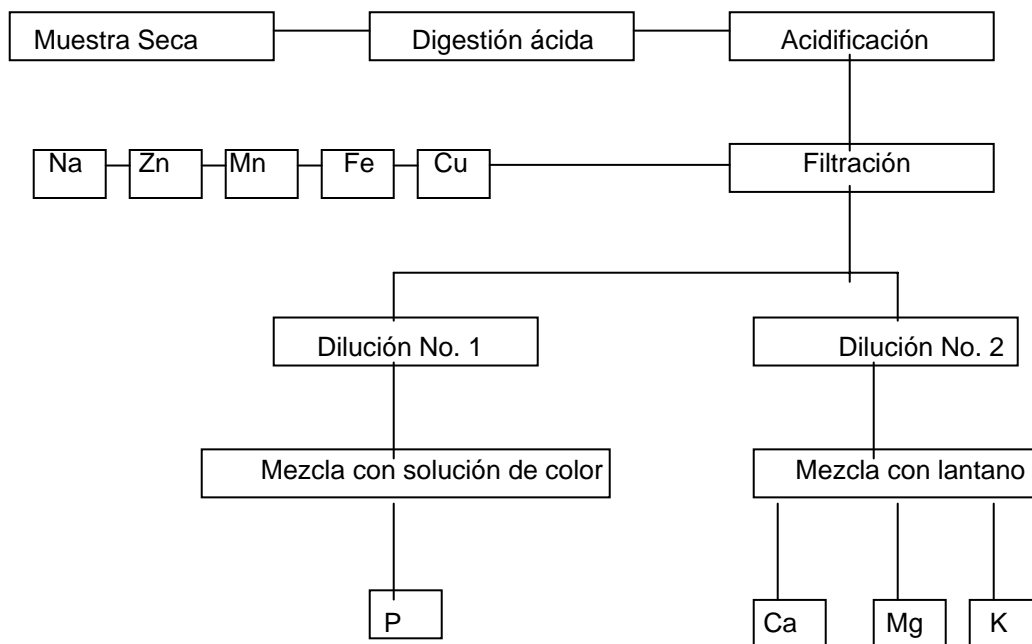 Muestra Seca
Digestión ácida
Acidificación
Na
Zn
Mn
Fe
Cu
Filtración
Dilución No. 1
Dilución No. 2
Mezcla con solución de color
Mezcla con lantano
P
Ca
Mg
K